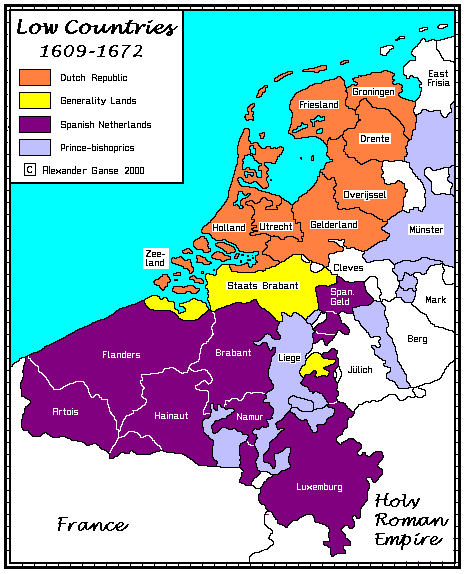 Low Countries
1609-1672
Dutch Republic
Generality Lands
Spanish Netherlands
Prince-bishoprics
C Alexander Ganse 2000
East
Frisia
Groningen
Friesland
Drente
Overijssel
Holland
Utrecht
Gelderland
Münster
Zee-
land
Cleves
Staats Brabant
Span.
Geld
Mark
Berg
Flanders
Brabant
Liege
Jülich
Artois
Hainaut
Namur
Luxemburg
France
Holy
Roman
Empire